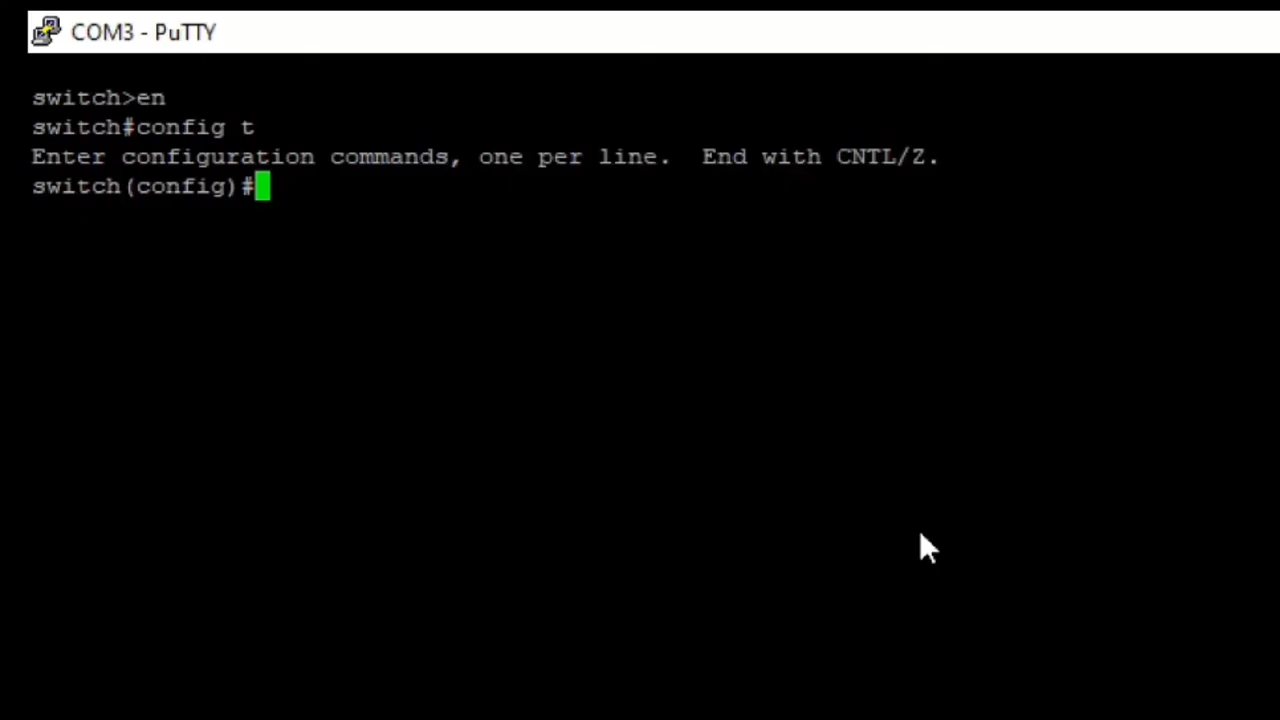 COM3 - PuTTY
switch>en
switch#config t
Enter configuration commands, one per line.  End with CNTL/Z.
switch(config)#